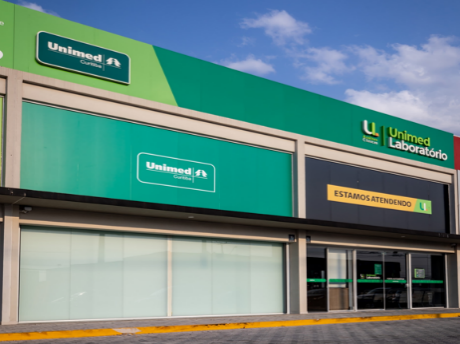 Unimed
Curitiba
Unimed
Laboratório
Unimed
Curitiba
ESTAMOS ATENDENDO